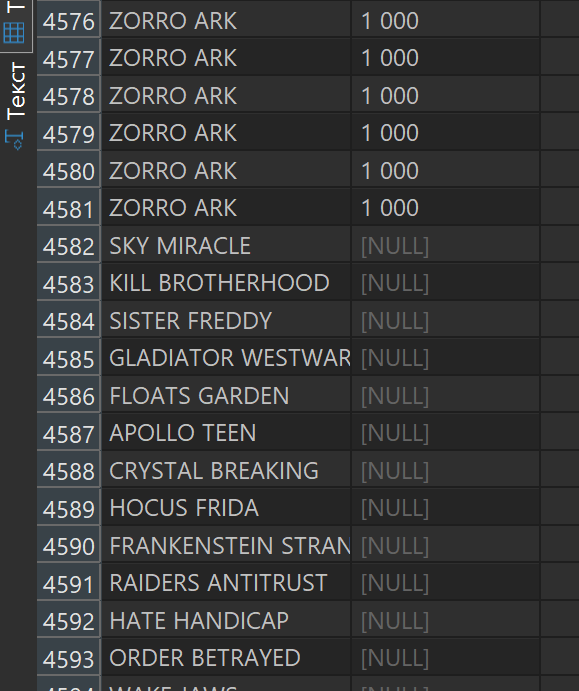 Т
Текст
4576 ZORRO ARK 1 000
4577 ZORRO ARK 1 000
4578 ZORRO ARK 1 000
4579 ZORRO ARK 1 000
4580 ZORRO ARK 1 000
4581 ZORRO ARK 1 000
4582 SKY MIRACLE [NULL]
4583 KILL BROTHERHOOD [NULL]
4584 SISTER FREDDY [NULL]
4585 GLADIATOR WESTWAR [NULL]
4586 FLOATS GARDEN [NULL]
4587 APOLLO TEEN [NULL]
4588 CRYSTAL BREAKING [NULL]
4589 HOCUS FRIDA [NULL]
4590 FRANKENSTEIN STRAN [NULL]
4591 RAIDERS ANTITRUST [NULL]
4592 HATE HANDICAP [NULL]
4593 ORDER BETRAYED [NULL]